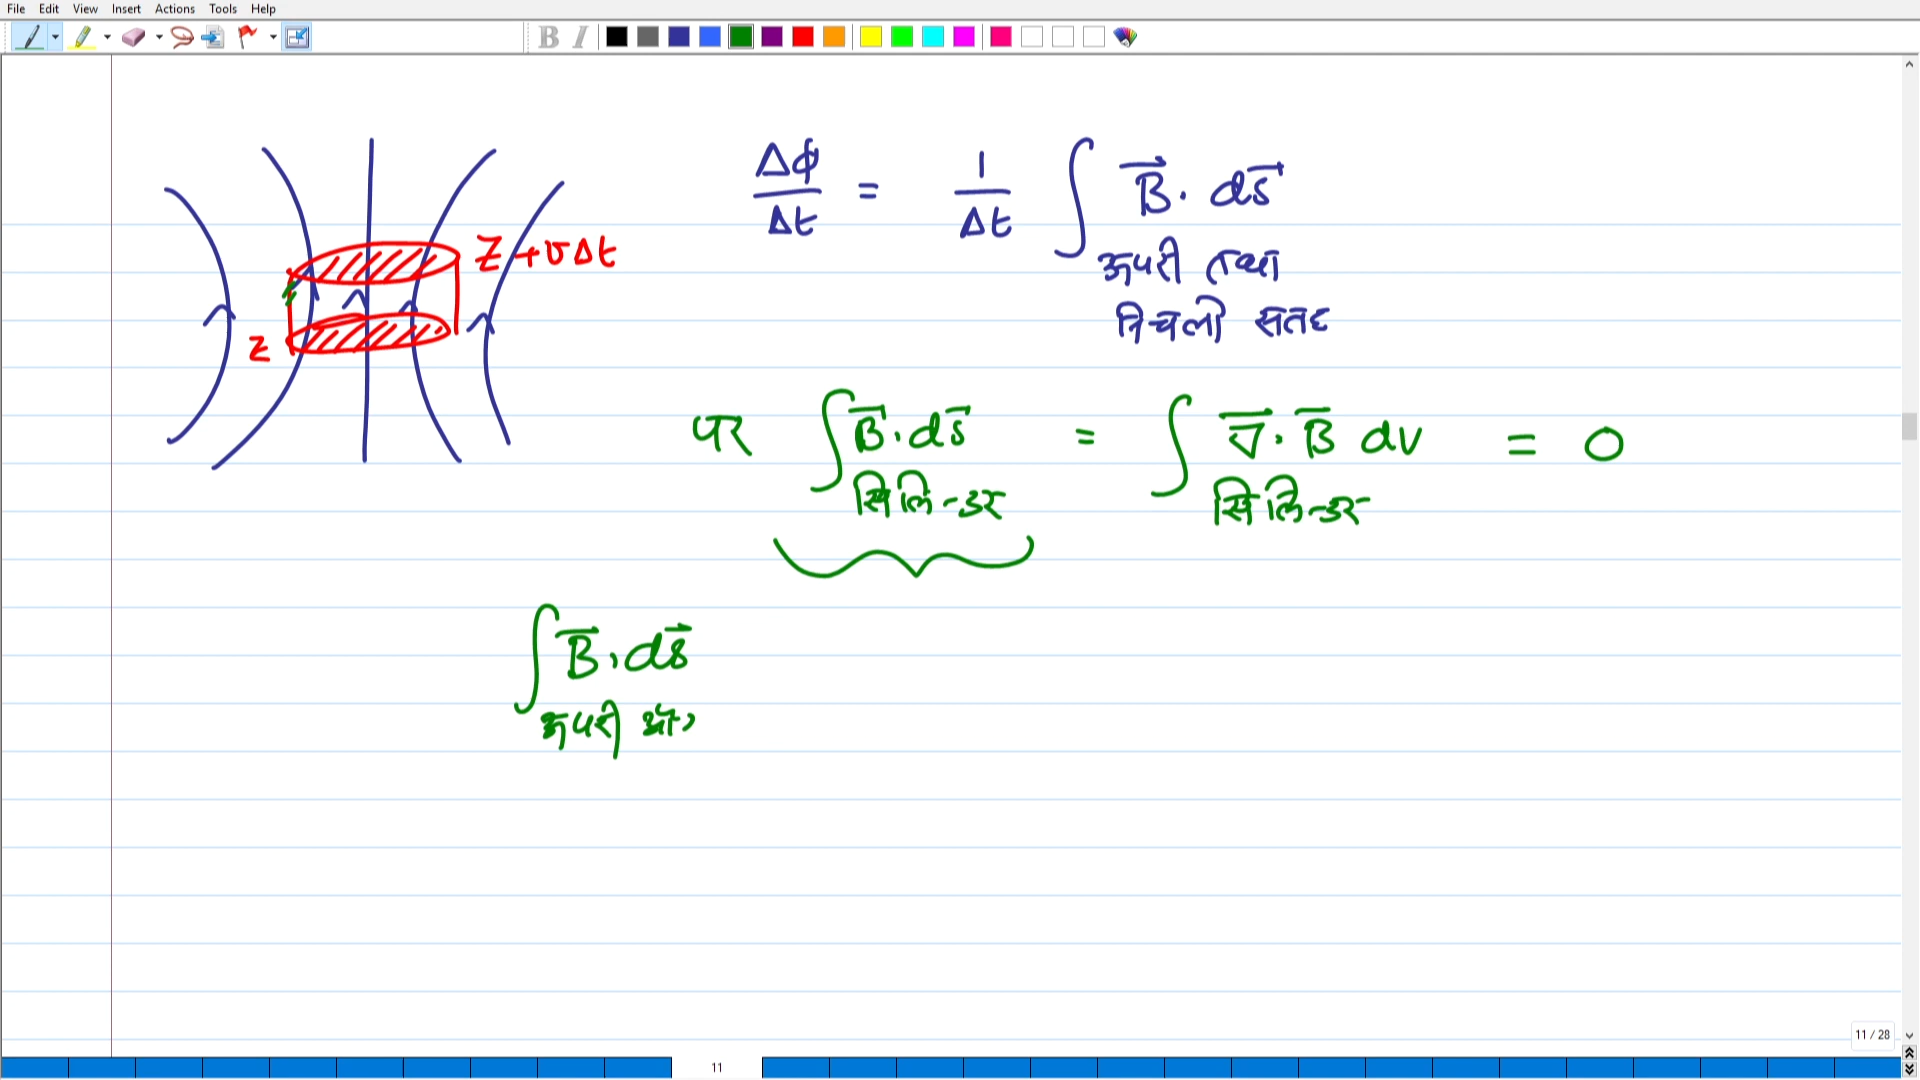 File Edit View Insert Actions Tools Help
B I
Δϕ/Δt = 1/Δt ∫ B⃗ . ds⃗
ऊपरी तथा
निचली सतह
z + v Δt
z
पर ∫ B⃗ . ds⃗ = ∫ ∇⃗ . B⃗ dv = 0
सिलिन्डर सिलिन्डर
∫ B⃗ . ds⃗
ऊपरी
11 / 28
11